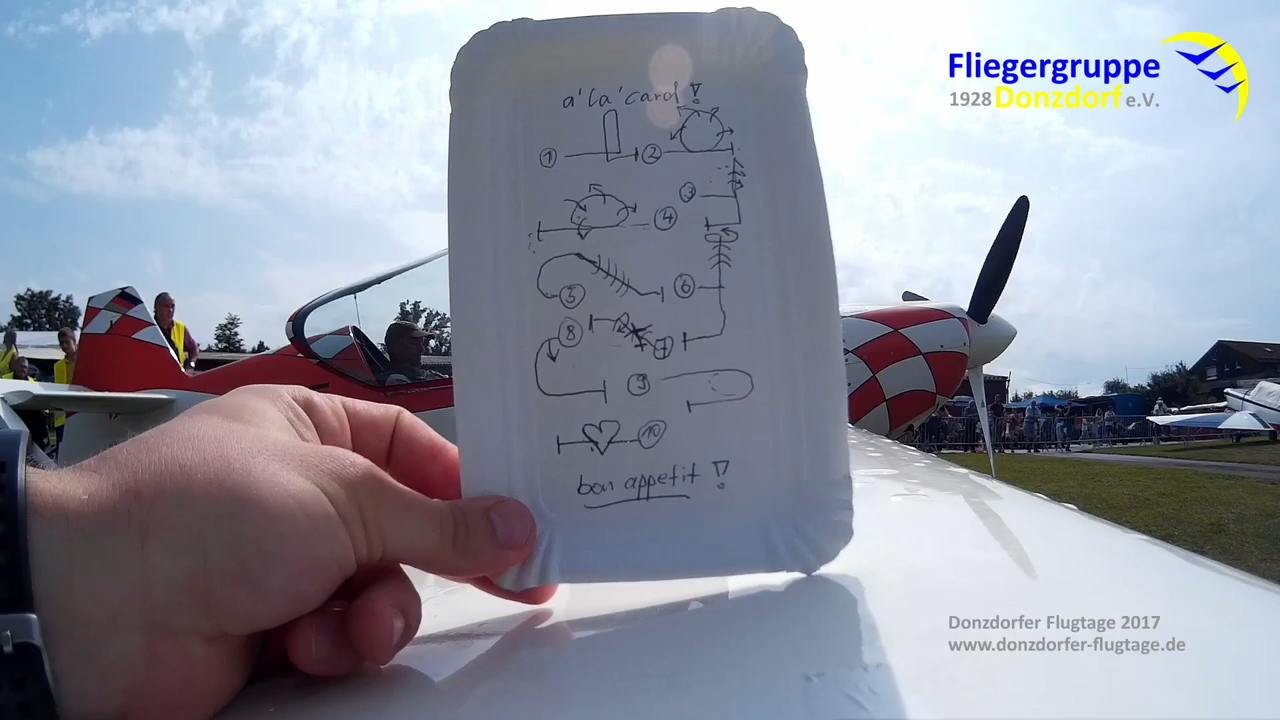 Fliegergruppe
1928 Donzdorf e.V.
a' la' card !
1
2
3
4
5
6
8
7
9
10
bon appetit !
Donzdorfer Flugtage 2017
www.donzdorfer-flugtage.de